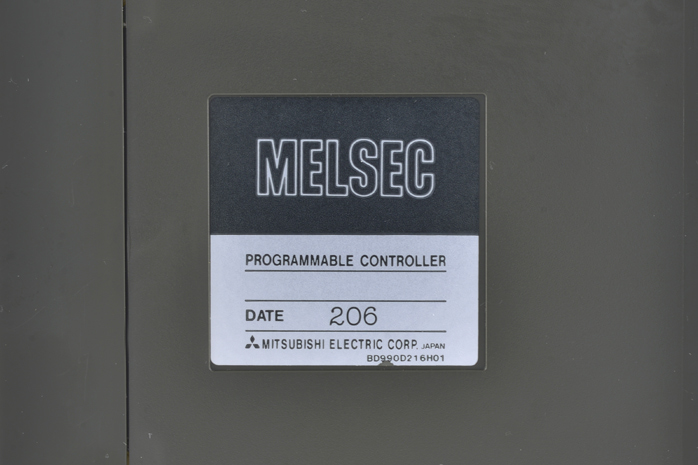 MELSEC
PROGRAMMABLE CONTROLLER
DATE 206
MITSUBISHI ELECTRIC CORP. JAPAN
BD990D216H01